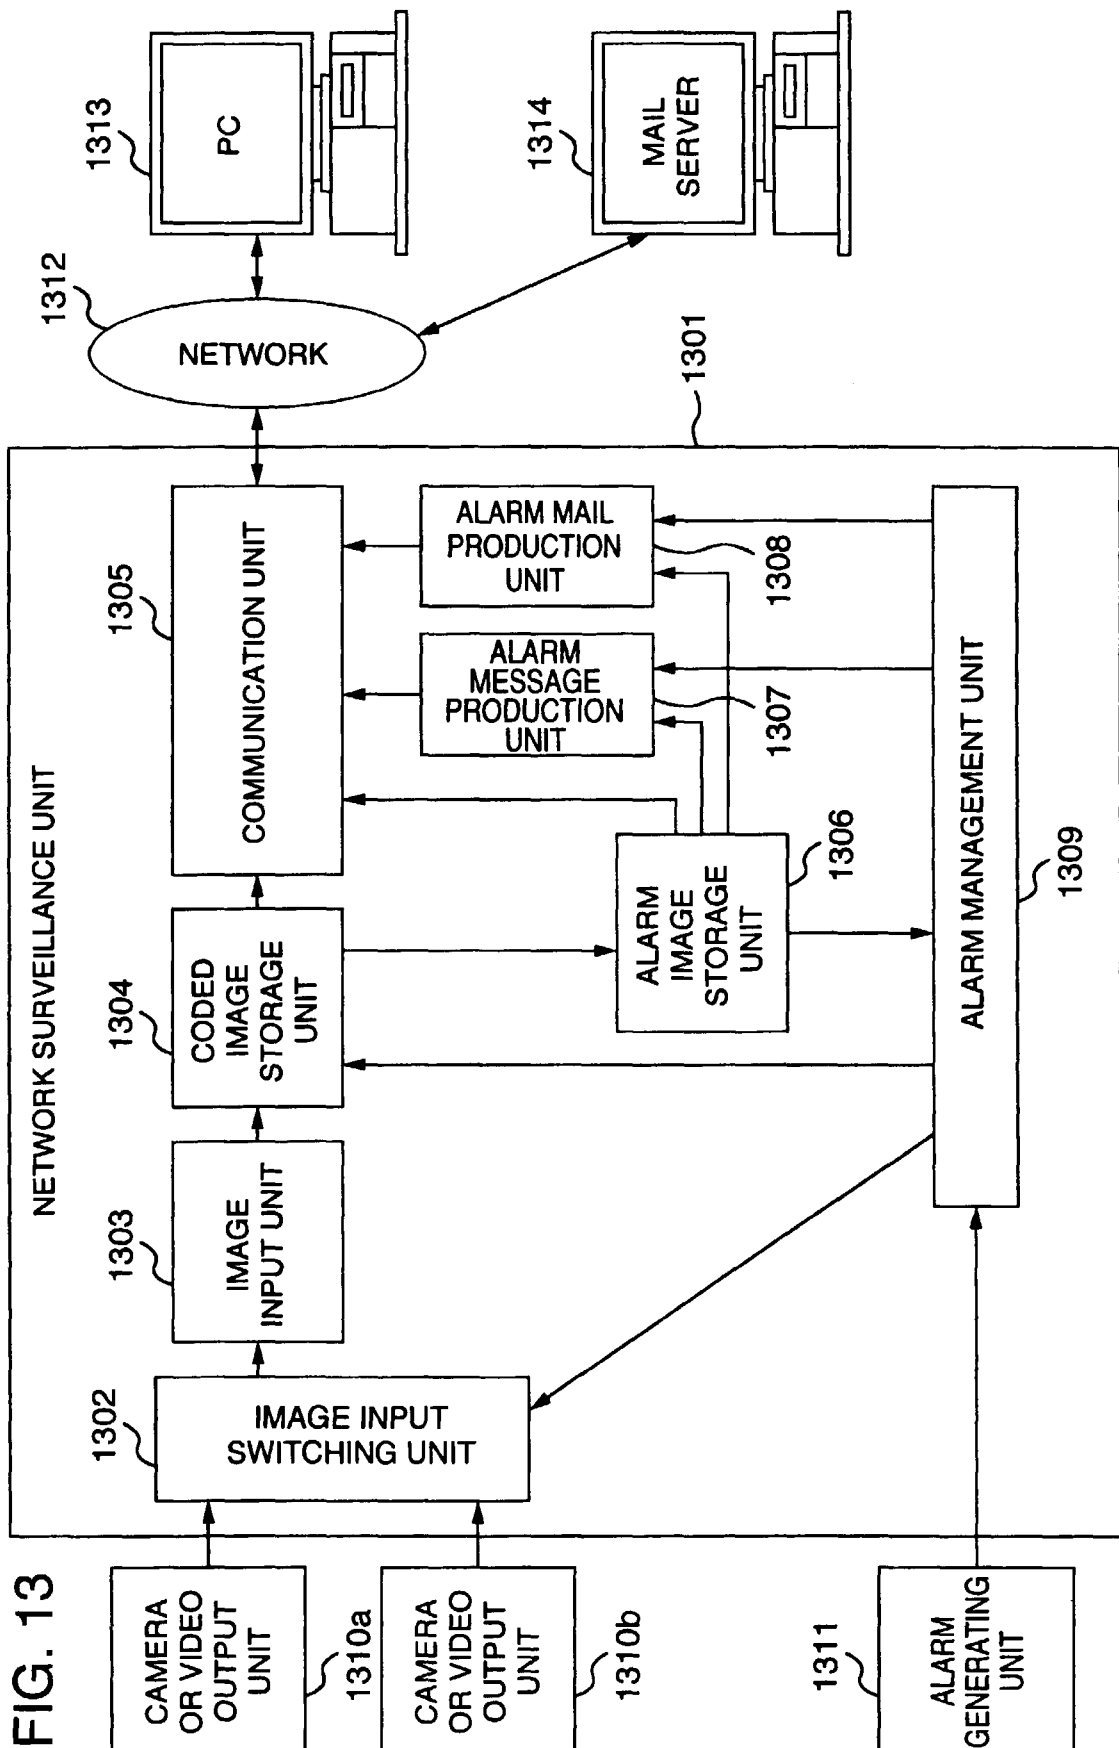 FIG. 13
NETWORK SURVEILLANCE UNIT
1301
CAMERA
OR VIDEO
OUTPUT
UNIT
1310a
CAMERA
OR VIDEO
OUTPUT
UNIT
1310b
ALARM
GENERATING
UNIT
1311
1302
IMAGE INPUT
SWITCHING UNIT
1303
IMAGE
INPUT UNIT
1304
CODED
IMAGE
STORAGE
UNIT
1305
COMMUNICATION UNIT
ALARM
IMAGE
STORAGE
UNIT
1306
ALARM
MESSAGE
PRODUCTION
UNIT
1307
ALARM MAIL
PRODUCTION
UNIT
1308
ALARM MANAGEMENT UNIT
1309
1312
NETWORK
1313
PC
1314
MAIL
SERVER